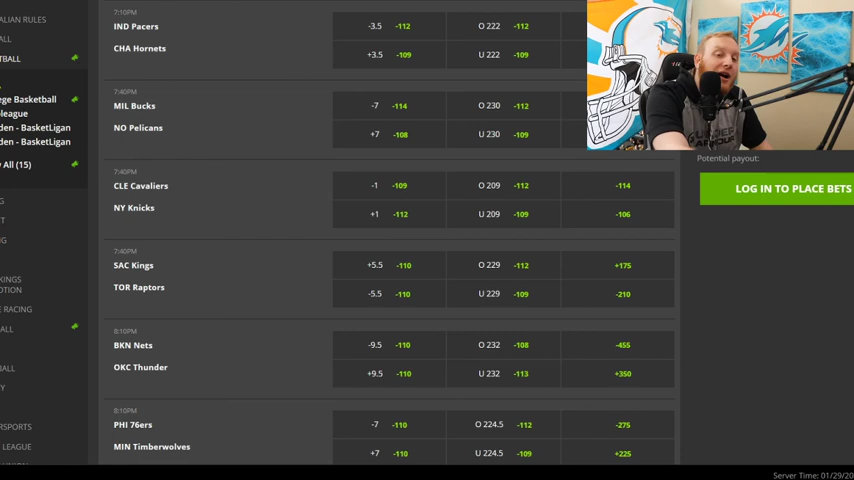 ALIAN RULES
ALL
TBALL
ege Basketball
oleague
den - BasketLigan
den - BasketLigan
All (15)
G
T
NG
KINGS
OTION
E RACING
ALL
BALL
Y
RSPORTS
LEAGUE
7:10PM
IND Pacers -3.5 -112 O 222 -112
CHA Hornets +3.5 -109 U 222 -109
7:40PM
MIL Bucks -7 -114 O 230 -112
NO Pelicans +7 -108 U 230 -109
7:40PM
CLE Cavaliers -1 -109 O 209 -112 -114
NY Knicks +1 -112 U 209 -109 -106
7:40PM
SAC Kings +5.5 -110 O 229 -112 +175
TOR Raptors -5.5 -110 U 229 -109 -210
8:10PM
BKN Nets -9.5 -110 O 232 -108 -455
OKC Thunder +9.5 -110 U 232 -113 +350
8:10PM
PHI 76ers -7 -110 O 224.5 -112 -275
MIN Timberwolves +7 -110 U 224.5 -109 +225
Potential payout:
LOG IN TO PLACE BETS
Server Time: 01/29/20